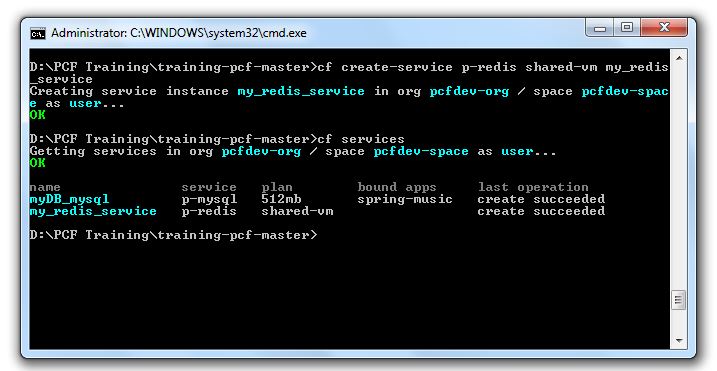 Administrator: C:\WINDOWS\system32\cmd.exe
D:\PCF Training\training-pcf-master>cf create-service p-redis shared-vm my_redis
_service
Creating service instance my_redis_service in org pcfdev-org / space pcfdev-spac
e as user...
OK
D:\PCF Training\training-pcf-master>cf services
Getting services in org pcfdev-org / space pcfdev-space as user...
OK
name service plan bound apps last operation
myDB_mysql p-mysql 512mb spring-music create succeeded
my_redis_service p-redis shared-vm create succeeded
D:\PCF Training\training-pcf-master>